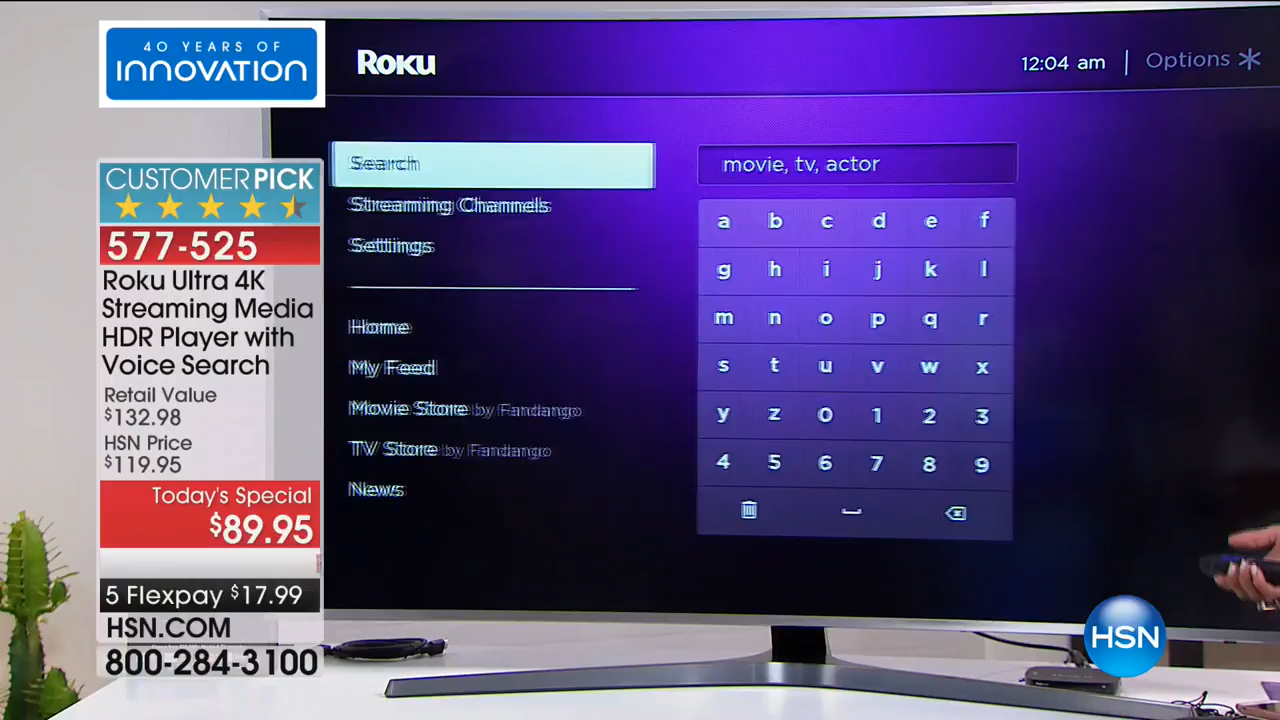 40 YEARS OF
INNOVATION
CUSTOMER PICK
577-525
Roku Ultra 4K
Streaming Media
HDR Player with
Voice Search
Retail Value
$132.98
HSN Price
$119.95
Today's Special
$89.95
5 Flexpay $17.99
HSN.COM
800-284-3100
Roku
12:04 am | Options
Search
Streaming Channels
Settings
Home
My Feed
Movie Store by Fandango
TV Store by Fandango
News
movie, tv, actor
a b c d e f
g h i j k l
m n o p q r
s t u v w x
y z 0 1 2 3
4 5 6 7 8 9
HSN